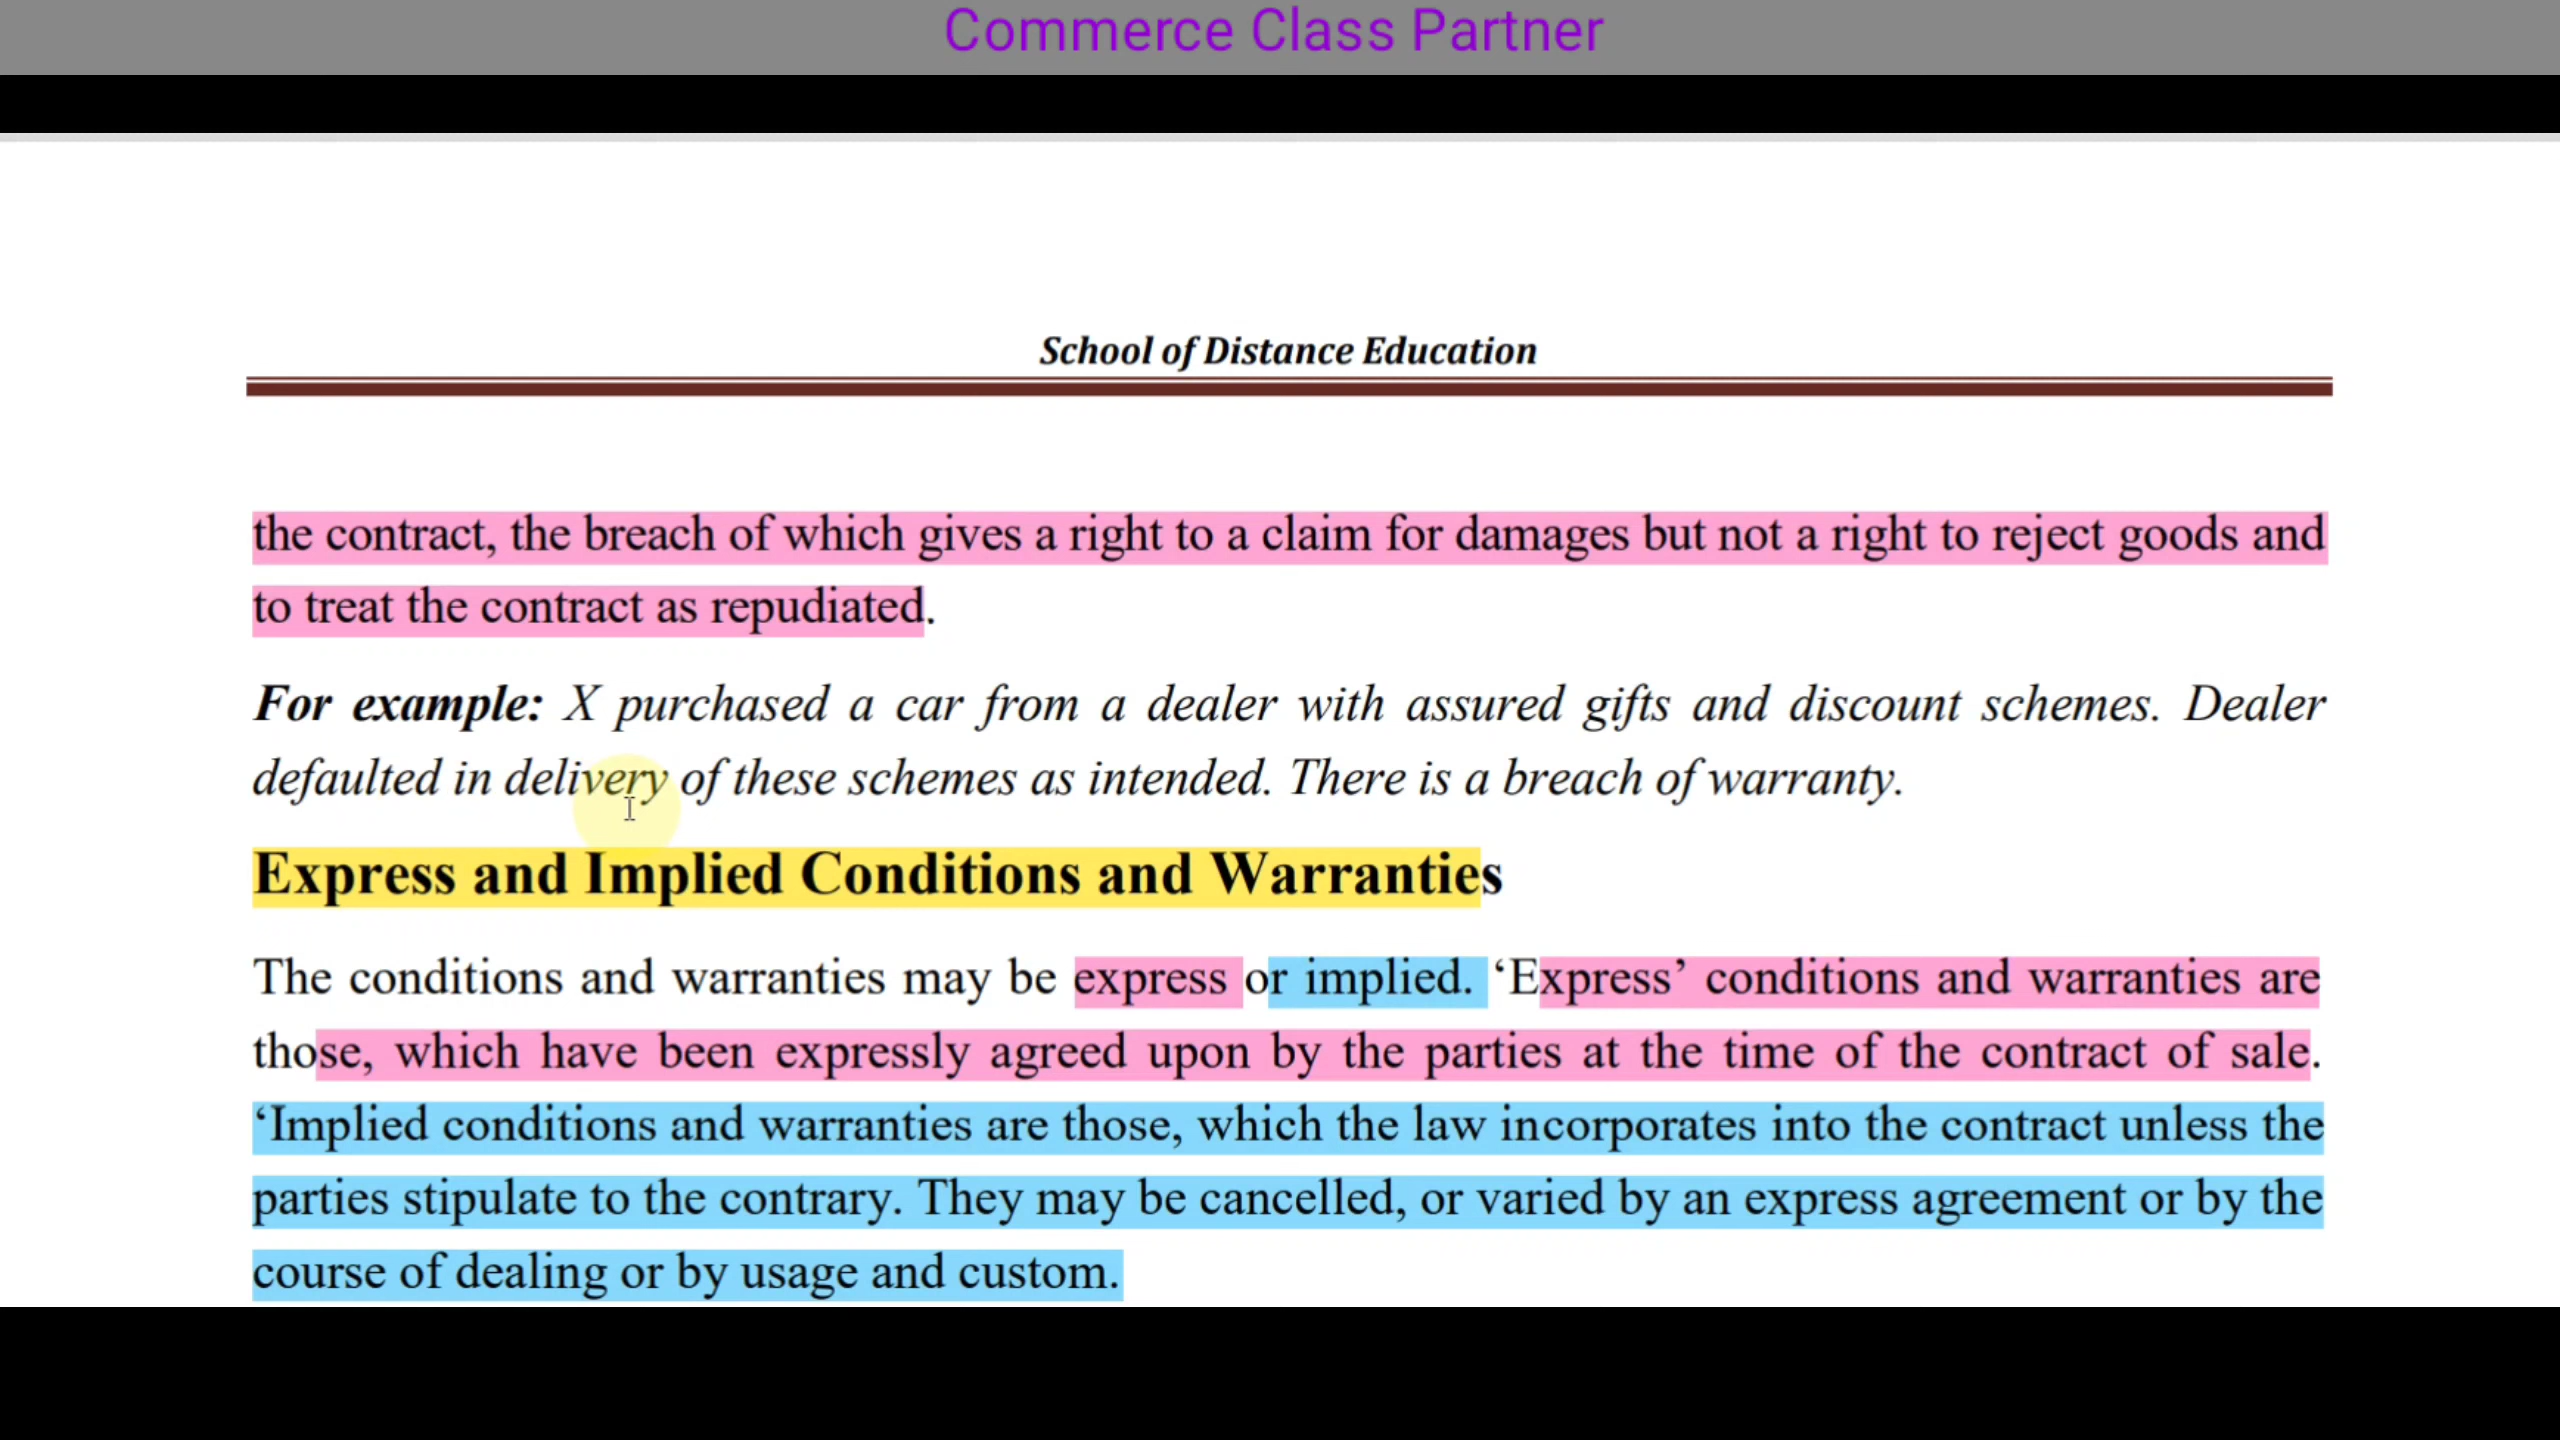 Commerce Class Partner
School of Distance Education
the contract, the breach of which gives a right to a claim for damages but not a right to reject goods and
to treat the contract as repudiated.
For example: X purchased a car from a dealer with assured gifts and discount schemes. Dealer
defaulted in delivery of these schemes as intended. There is a breach of warranty.
Express and Implied Conditions and Warranties
The conditions and warranties may be express or implied. ‘Express’ conditions and warranties are
those, which have been expressly agreed upon by the parties at the time of the contract of sale.
‘Implied conditions and warranties are those, which the law incorporates into the contract unless the
parties stipulate to the contrary. They may be cancelled, or varied by an express agreement or by the
course of dealing or by usage and custom.